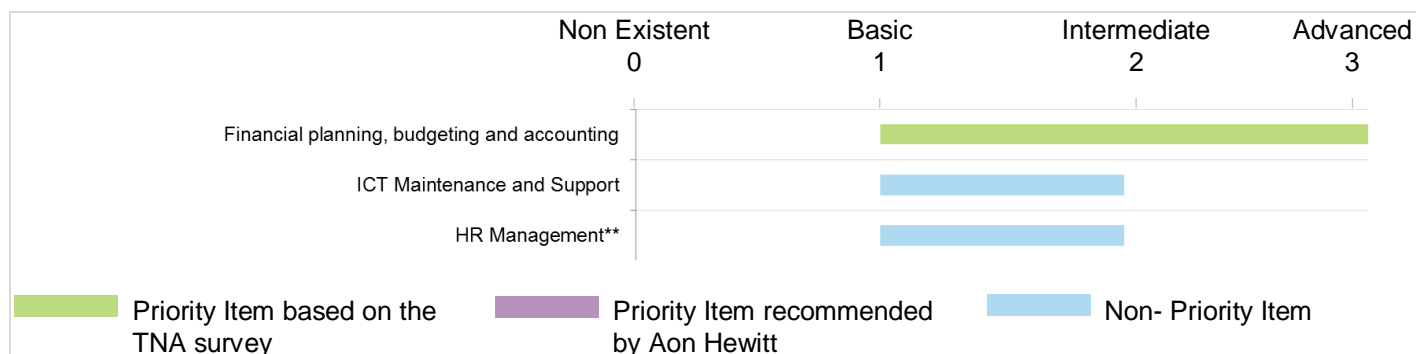 Non Existent Basic Intermediate Advanced
0 1 2 3
Financial planning, budgeting and accounting
ICT Maintenance and Support
HR Management**
Priority Item based on the
TNA survey
Priority Item recommended
by Aon Hewitt
Non- Priority Item